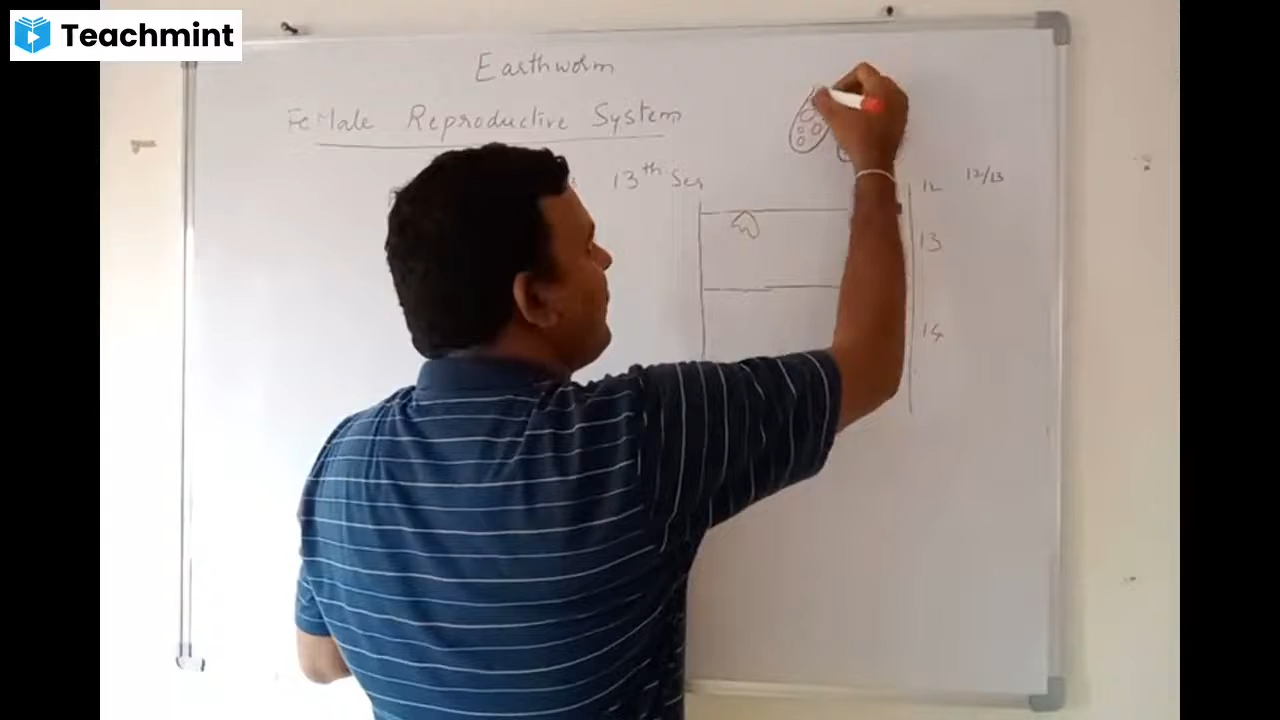 Teachmint
Earthworm
FeMale Reproductive System
13th Seg
12 12/13
13
14